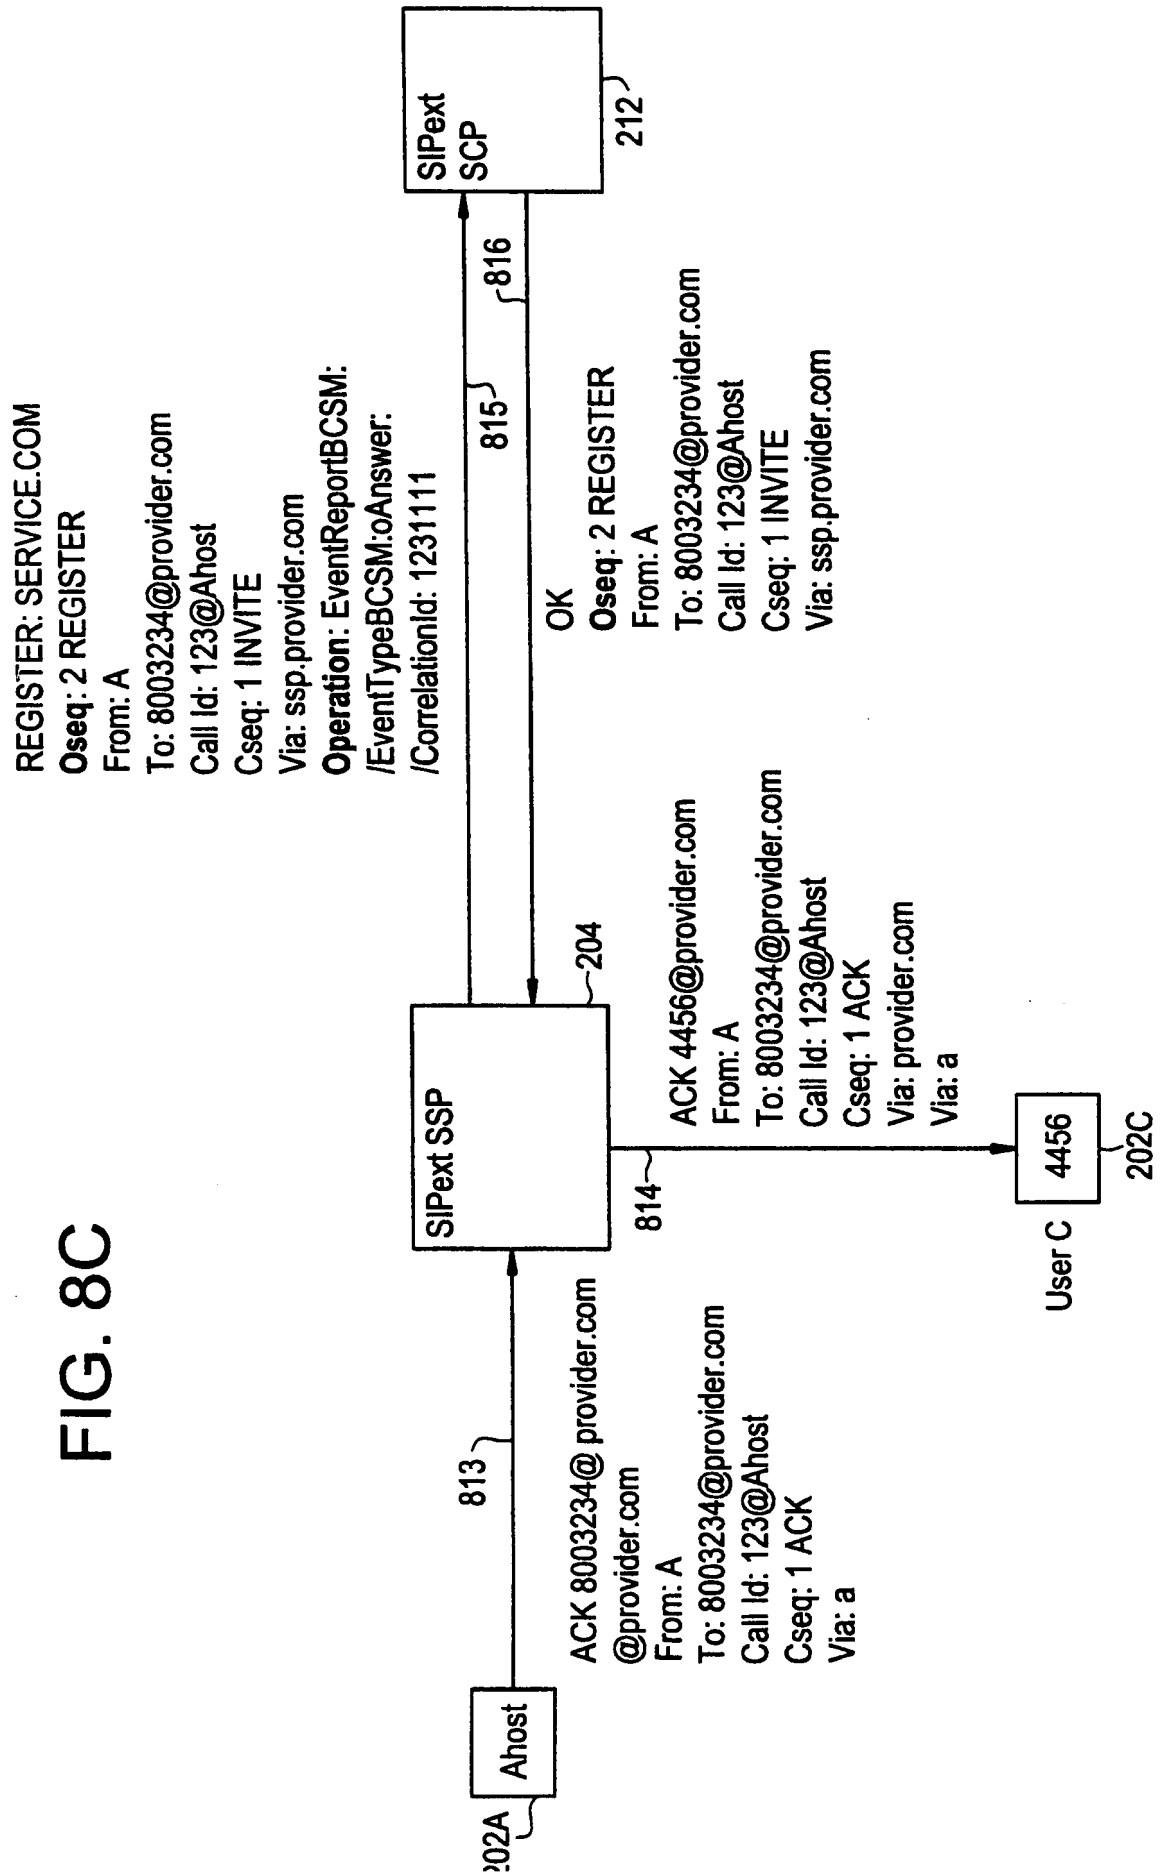 FIG. 8C
REGISTER: SERVICE.COM
Oseq: 2 REGISTER
From: A
To: 8003234@provider.com
Call Id: 123@Ahost
Cseq: 1 INVITE
Via: ssp.provider.com
Operation: EventReportBCSM:
/EventTypeBCSM:oAnswer:
/CorrelationId: 1231111
815
816
SIPext
SCP
212
OK
Oseq: 2 REGISTER
From: A
To: 8003234@provider.com
Call Id: 123@Ahost
Cseq: 1 INVITE
Via: ssp.provider.com
SIPext SSP
204
813
ACK 8003234@ provider.com
@provider.com
From: A
To: 8003234@provider.com
Call Id: 123@Ahost
Cseq: 1 ACK
Via: a
Ahost
202A
814
ACK 4456@provider.com
From: A
To: 8003234@provider.com
Call Id: 123@Ahost
Cseq: 1 ACK
Via: provider.com
Via: a
User C
4456
202C